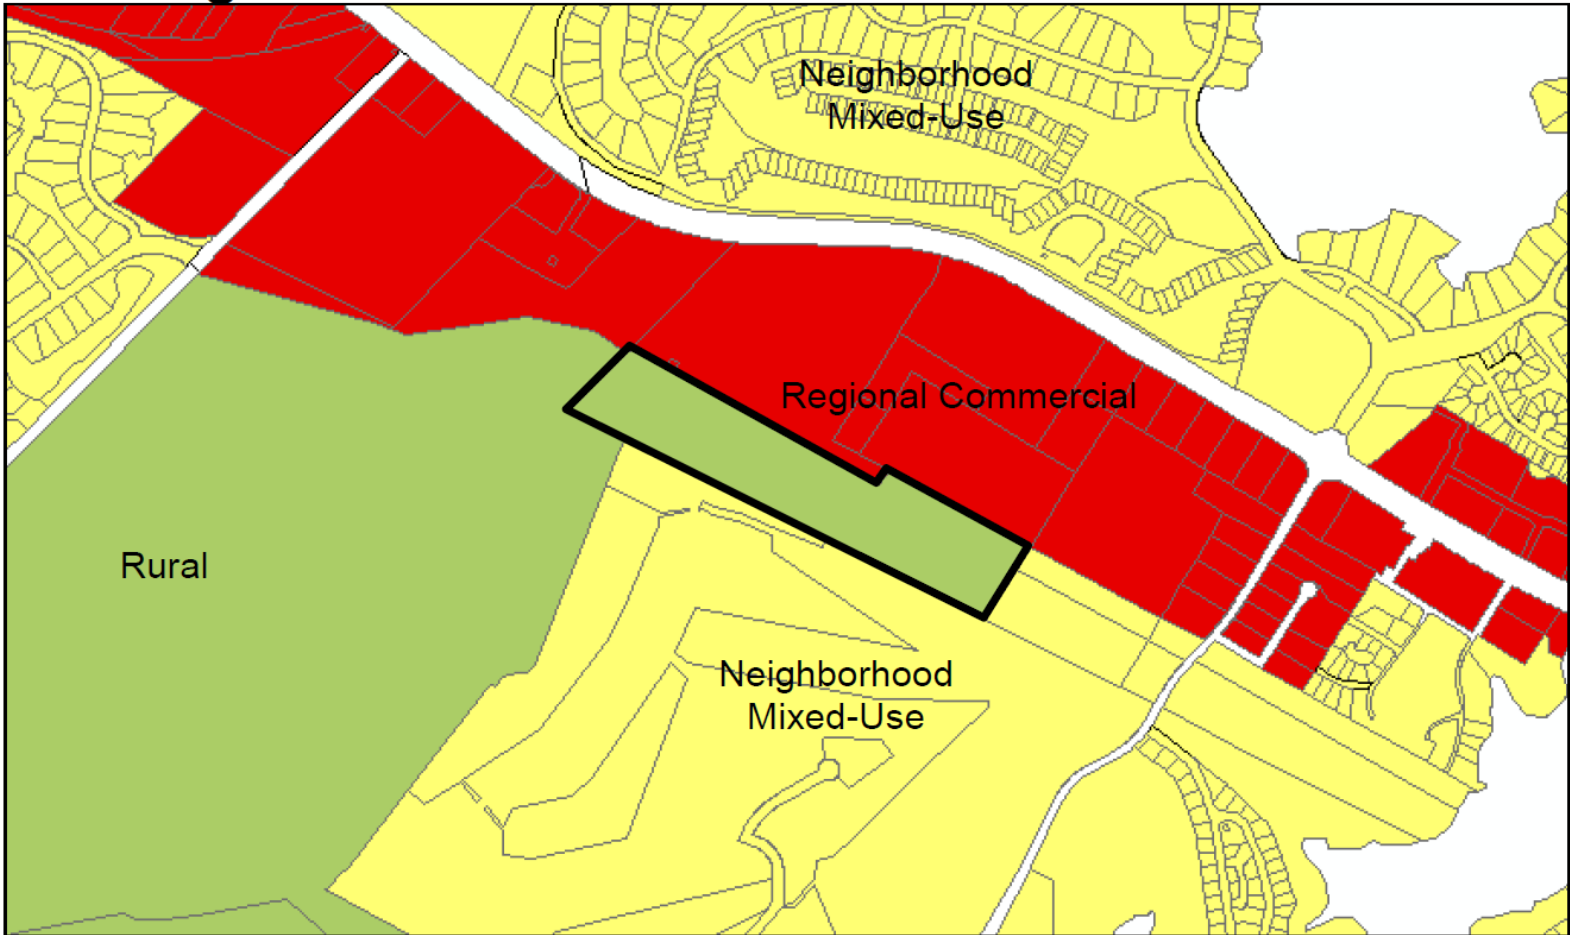 Neighborhood
Mixed-Use
Regional Commercial
Rural
Neighborhood
Mixed-Use